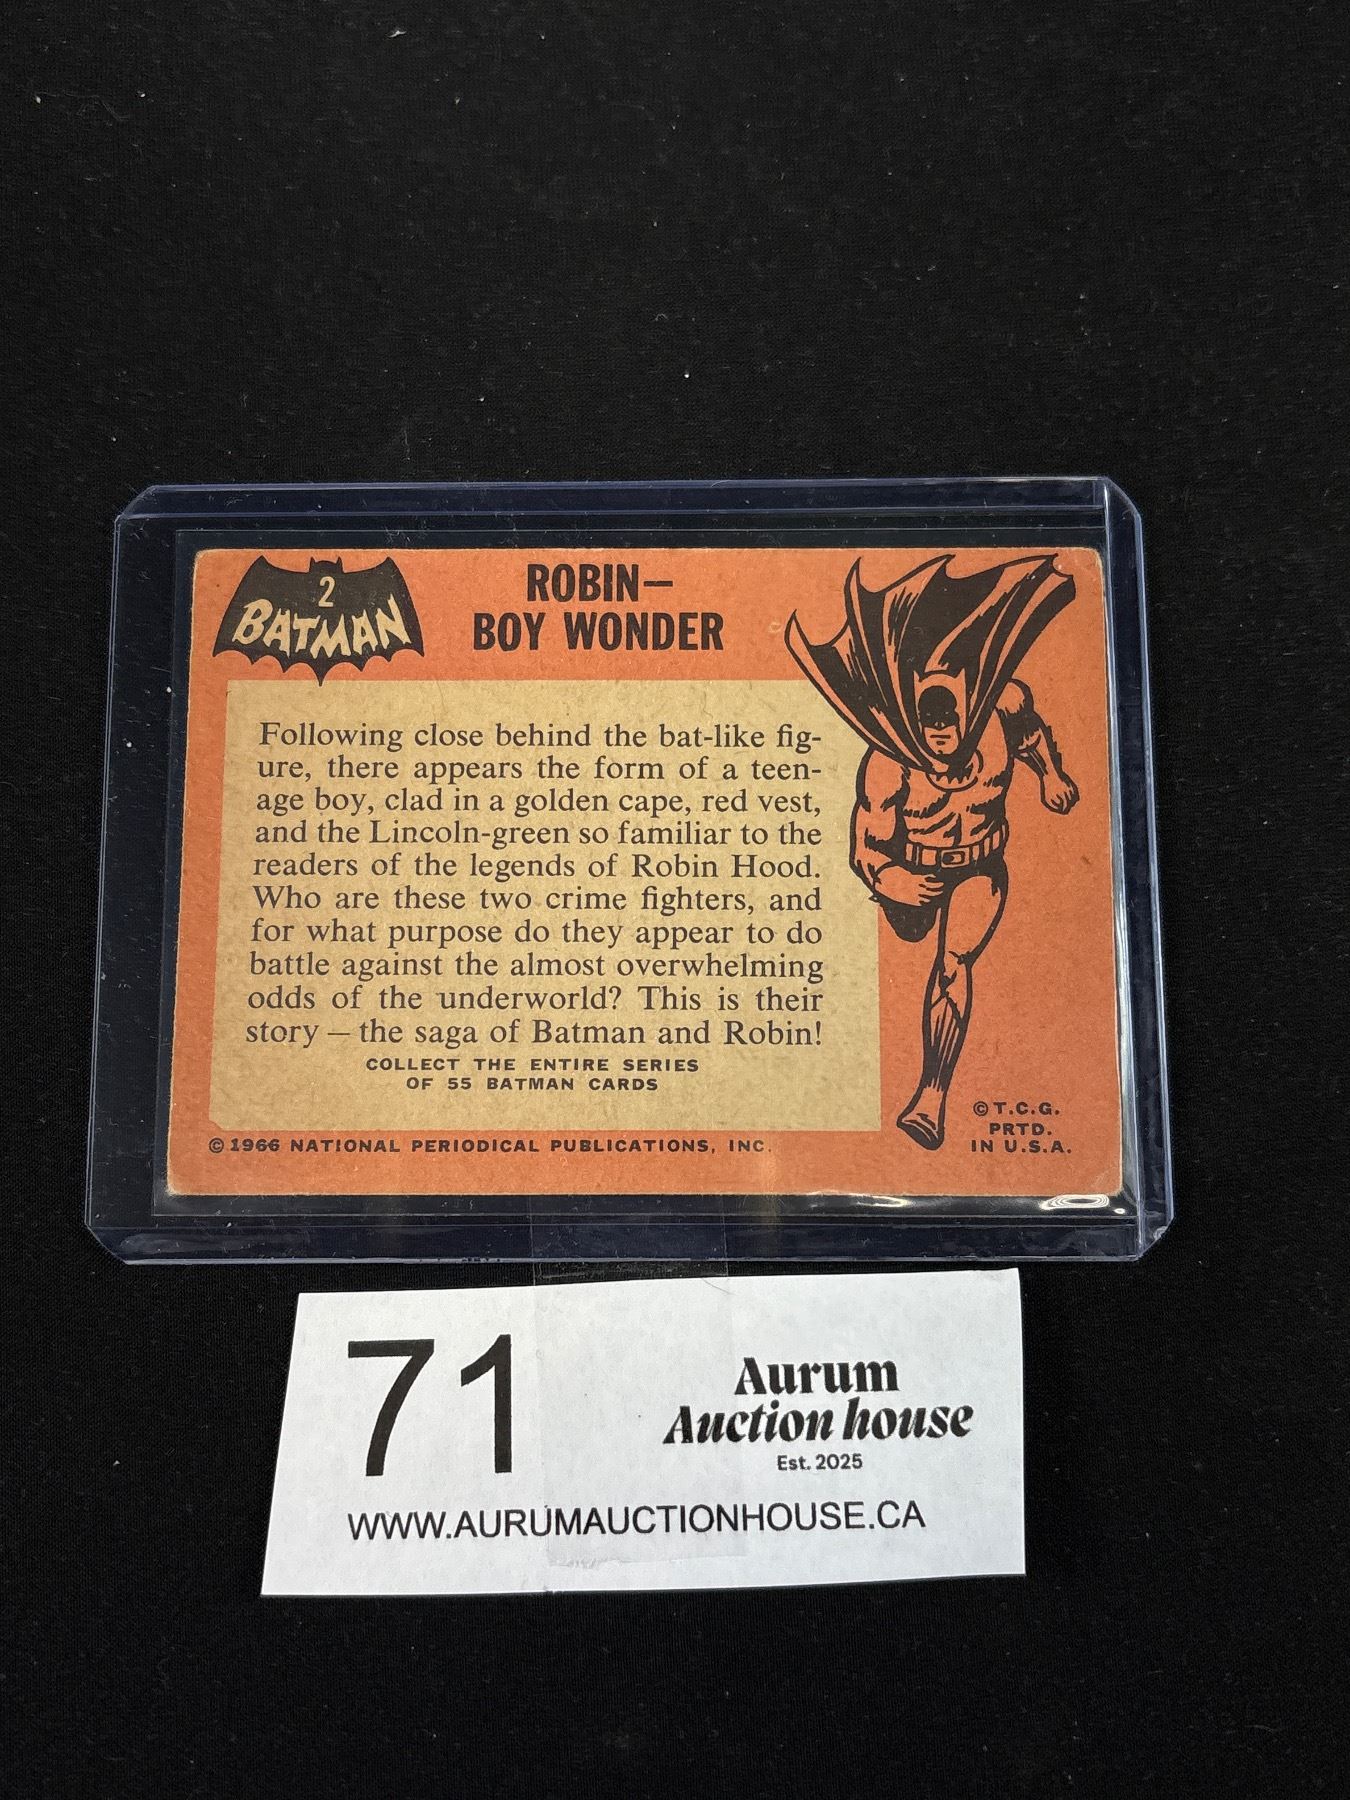 2
BATMAN
ROBIN—
BOY WONDER
Following close behind the bat-like fig-
ure, there appears the form of a teen-
age boy, clad in a golden cape, red vest,
and the Lincoln-green so familiar to the
readers of the legends of Robin Hood.
Who are these two crime fighters, and
for what purpose do they appear to do
battle against the almost overwhelming
odds of the underworld? This is their
story — the saga of Batman and Robin!
COLLECT THE ENTIRE SERIES
OF 55 BATMAN CARDS
© 1966 NATIONAL PERIODICAL PUBLICATIONS, INC.
© T.C.G.
PRTD.
IN U.S.A.
71
Aurum
Auction house
Est. 2025
WWW.AURUMAUCTIONHOUSE.CA